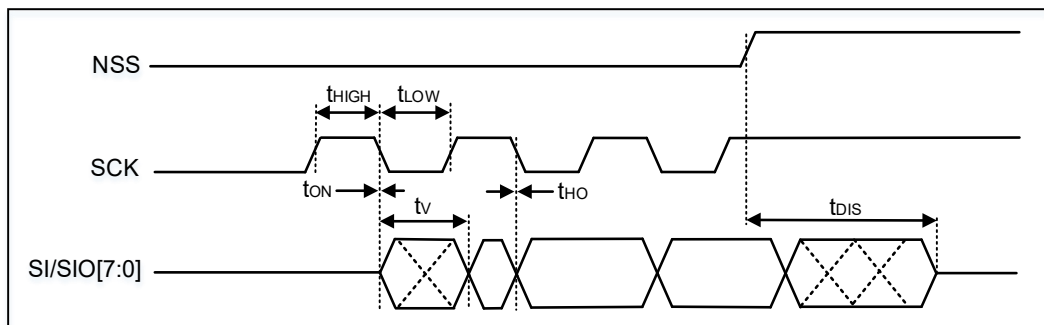 NSS
tHIGH tLOW
SCK
tON tHO
tV
tDIS
SI/SIO[7:0]